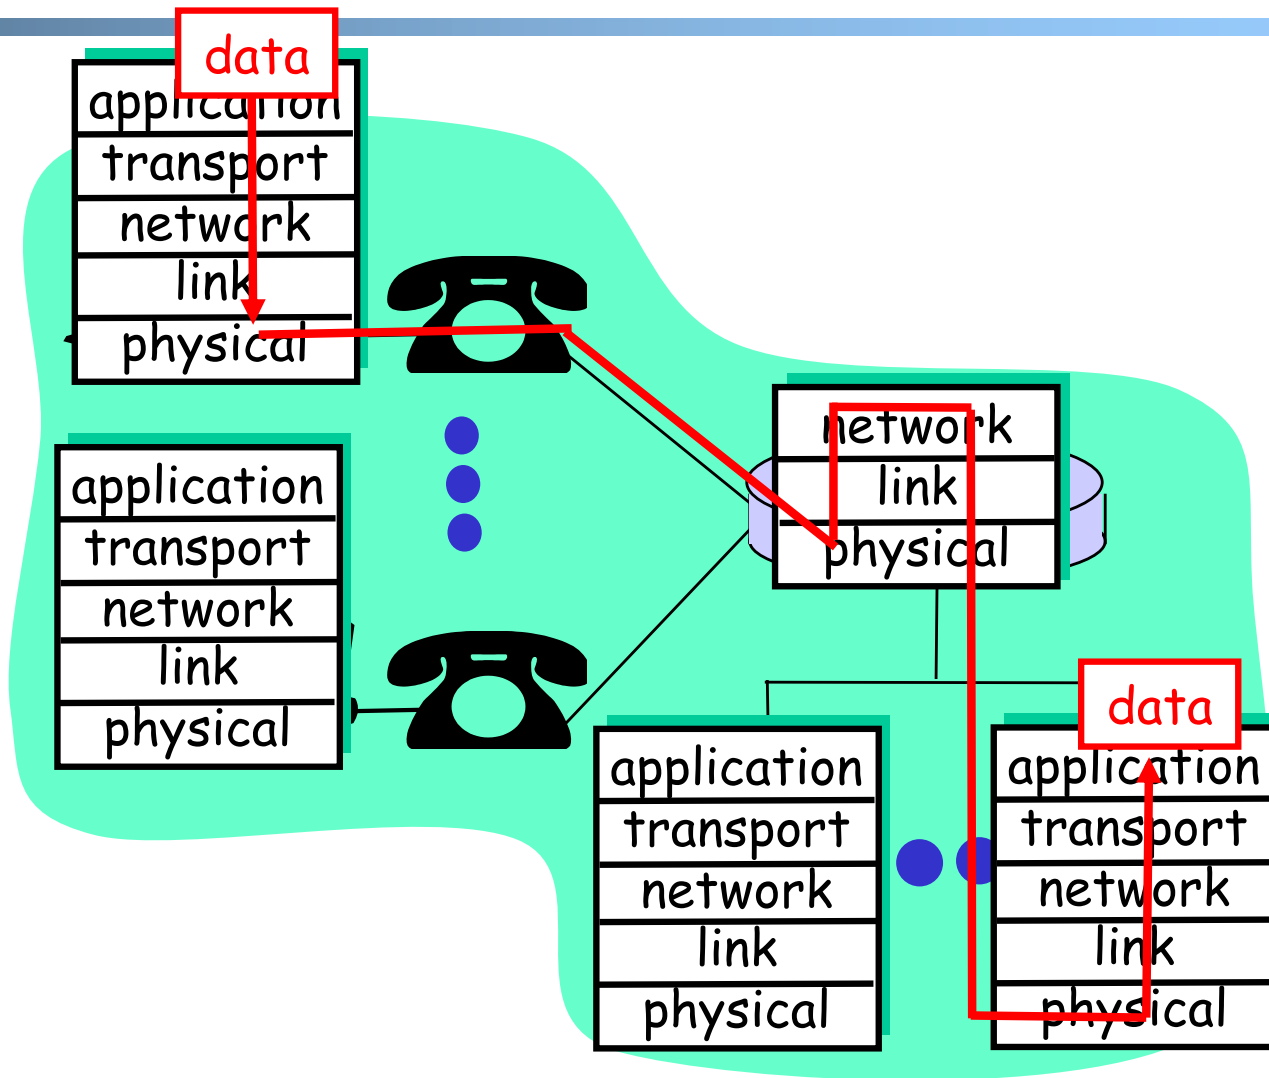 data
application
transport
network
link
physical
application
transport
network
link
physical
network
link
physical
application
transport
network
link
physical
data
application
transport
network
link
physical